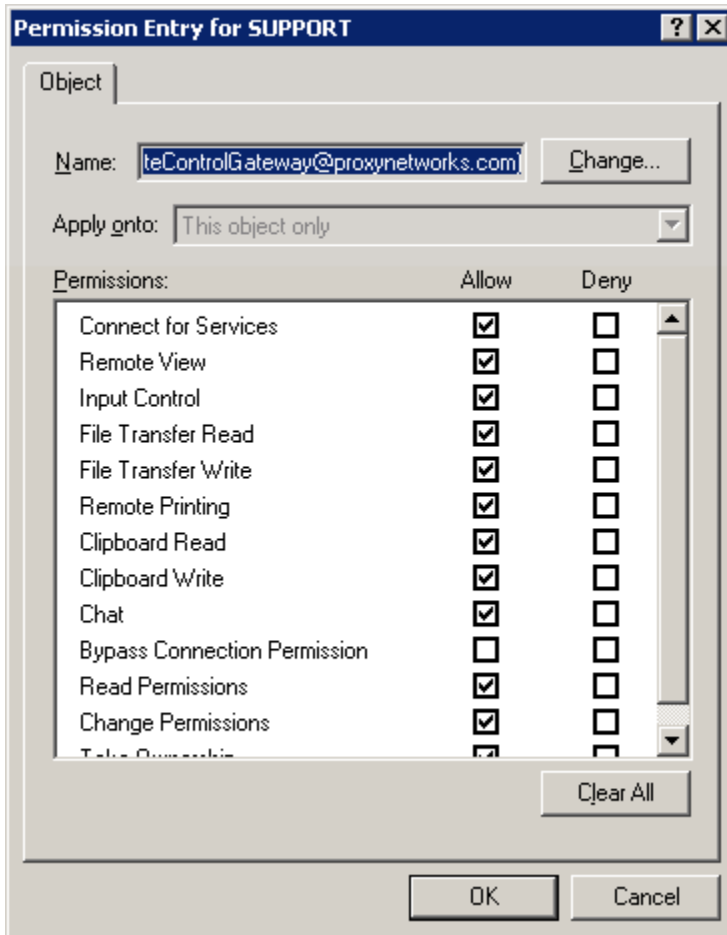 Permission Entry for SUPPORT
Object
Name: teControlGateway@proxynetworks.com) Change...
Apply onto: This object only
Permissions: Allow Deny
Connect for Services
Remote View
Input Control
File Transfer Read
File Transfer Write
Remote Printing
Clipboard Read
Clipboard Write
Chat
Bypass Connection Permission
Read Permissions
Change Permissions
Take Ownership
Clear All
OK Cancel